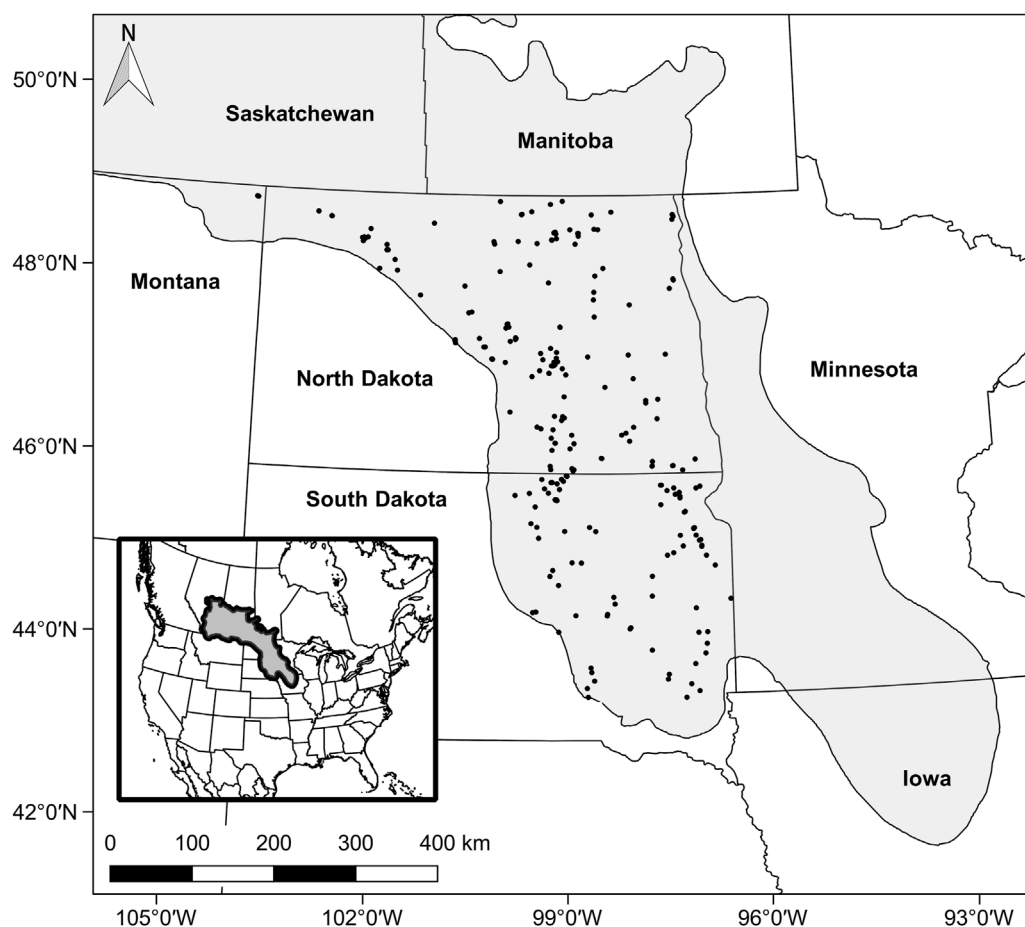 N
50°0′N
Saskatchewan
Manitoba
48°0′N
Montana
Minnesota
North Dakota
46°0′N
South Dakota
44°0′N
Iowa
42°0′N
0 100 200 300 400 km
105°0′W 102°0′W 99°0′W 96°0′W 93°0′W